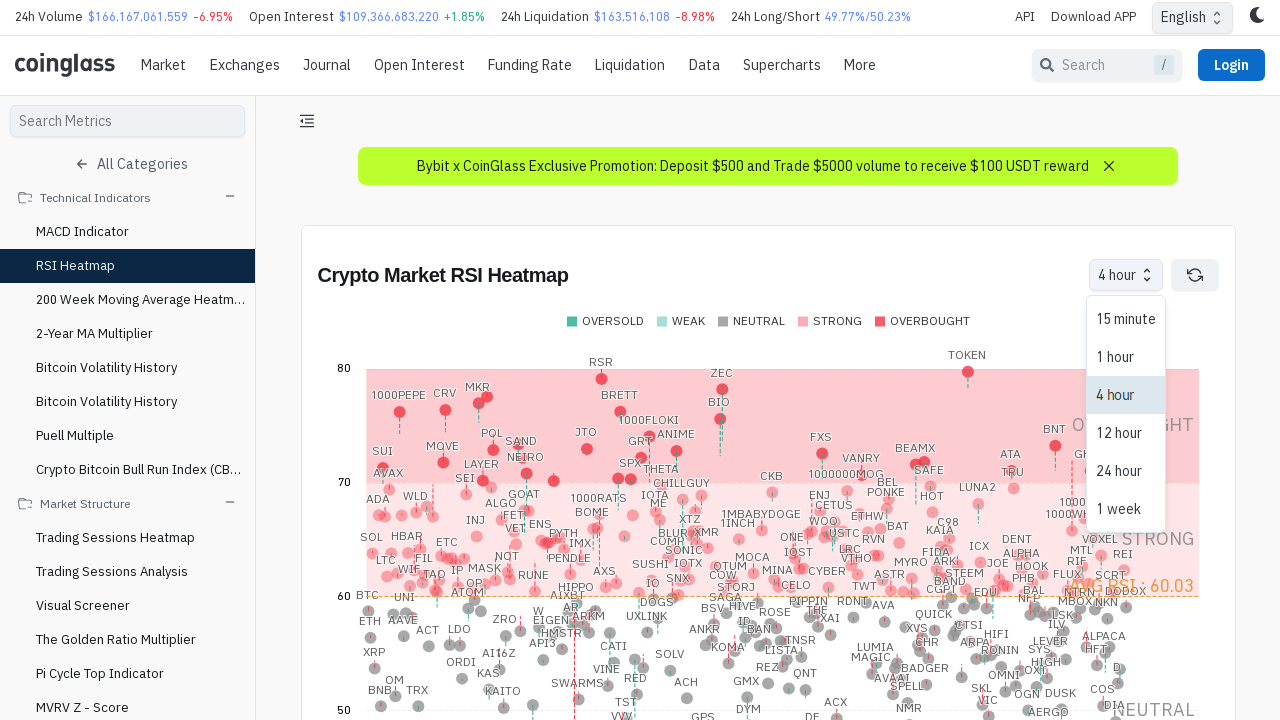 24h Volume $166,167,061,559 -6.95% Open Interest $109,366,683,220 +1.85% 24h Liquidation $163,516,108 -8.98% 24h Long/Short 49.77%/50.23% API Download APP English
coinglass Market Exchanges Journal Open Interest Funding Rate Liquidation Data Supercharts More Search / Login
Search Metrics
All Categories
Technical Indicators
MACD Indicator
RSI Heatmap
200 Week Moving Average Heatm...
2-Year MA Multiplier
Bitcoin Volatility History
Bitcoin Volatility History
Puell Multiple
Crypto Bitcoin Bull Run Index (CB...
Market Structure
Trading Sessions Heatmap
Trading Sessions Analysis
Visual Screener
The Golden Ratio Multiplier
Pi Cycle Top Indicator
MVRV Z - Score
Bybit x CoinGlass Exclusive Promotion: Deposit $500 and Trade $5000 volume to receive $100 USDT reward
Crypto Market RSI Heatmap
4 hour
15 minute
1 hour
4 hour
12 hour
24 hour
1 week
OVERSOLD WEAK NEUTRAL STRONG OVERBOUGHT
TOKEN
RSR
80
ZEC
MKR
1000PEPE CRV BRETT
BIO
1000FLOKI
BNT
POL JTO ANIME
SAND GRT FXS
SUI MOVE BEAMX
NEIRO ATA
LAYER SPX THETA VANRY
AVAX SEI CKB 1000000MOG SAFE TRU
70
CHILLGUY BEL LUNA2
ADA WLD GOAT 1000RATS IOTA ENJ PONKE HOT
ALGO ME CETUS
FET BOME 1MBABYDOGE ETHW
INJ VET ENS XTZ 1INCH WOO BAT C98
SOL HBAR PYTH BLUR XMR ONE USTC RVN KAIA DENT VOXEL
ETC IMX COMP SONIC IOST LRC FIDA ICX ALPHA MTL REI
LTC FIL NOT PENDLE SUSHI IOTX MOCA VTHO MYRO ARK JOE HOOK RIF
WIF IP MASK RUNE AXS SNX COW MINA CYBER ASTR STEEM PHB FLUX SCRT
TAO OP HIPPO IO STORJ CELO TWT BAND BAL
AVG RSI : 60.03
60
BTC UNI ATOM AIXBT DOGS SAGA PIPPIN RDNT AVA EDU NFP MBOX NKN DODOX
ETH AAVE W AR ARKM UXLINK BSV HIVE ROSE QUICK ILV LSK
ACT LDO ZRO EIGEN ANKR ID BAN XAI XVS CTSI HIFI LEVER ALPACA
XRP API3 HMSTR CATI KOMA LISTA TNSR LUMIA CHR ARPA RONIN SYS HFT
ORDI AI16Z SOLV MAGIC HIGH
OM KAS VINE RED REZ QNT AVAAI BADGER OMNI D
BNB TRX KAITO SWARMS ACH GMX SPELL SKL OGN DUSK COS
TST DYM ACX NMR VIC AERGO DIA
50
GPS
STRONG
NEUTRAL